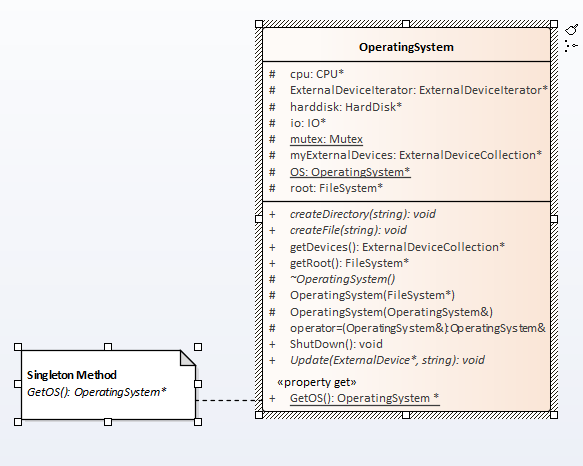 OperatingSystem
# cpu: CPU*
# ExternalDeviceIterator: ExternalDeviceIterator*
# harddisk: HardDisk*
# io: IO*
# mutex: Mutex
# myExternalDevices: ExternalDeviceCollection*
# OS: OperatingSystem*
# root: FileSystem*
+ createDirectory(string): void
+ createFile(string): void
+ getDevices(): ExternalDeviceCollection*
+ getRoot(): FileSystem*
# ~OperatingSystem()
# OperatingSystem(FileSystem*)
# OperatingSystem(OperatingSystem&)
# operator=(OperatingSystem&):OperatingSystem&
+ ShutDown(): void
+ Update(ExternalDevice*, string): void
«property get»
+ GetOS(): OperatingSystem *
Singleton Method
GetOS(): OperatingSystem*